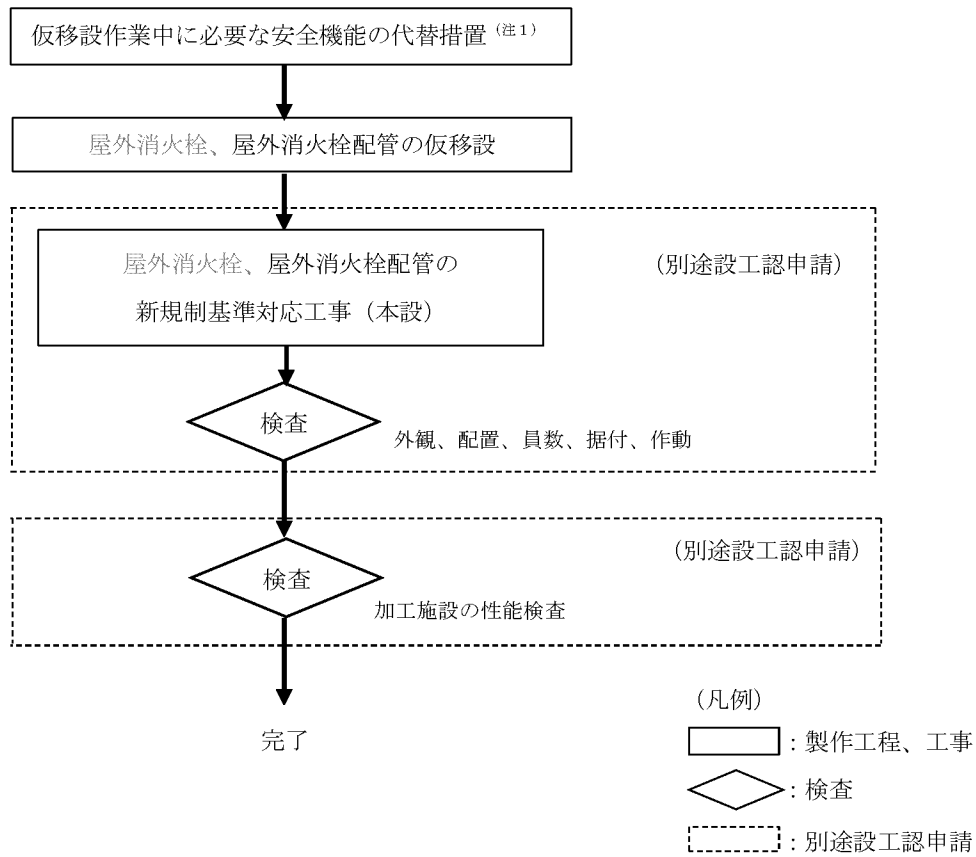 仮移設作業中に必要な安全機能の代替措置（注１）
屋外消火栓、屋外消火栓配管の仮移設
屋外消火栓、屋外消火栓配管の
新規制基準対応工事（本設）
（別途設工認申請）
検査
外観、配置、員数、据付、作動
（別途設工認申請）
検査
加工施設の性能検査
完了
（凡例）
：製作工程、工事
：検査
：別途設工認申請